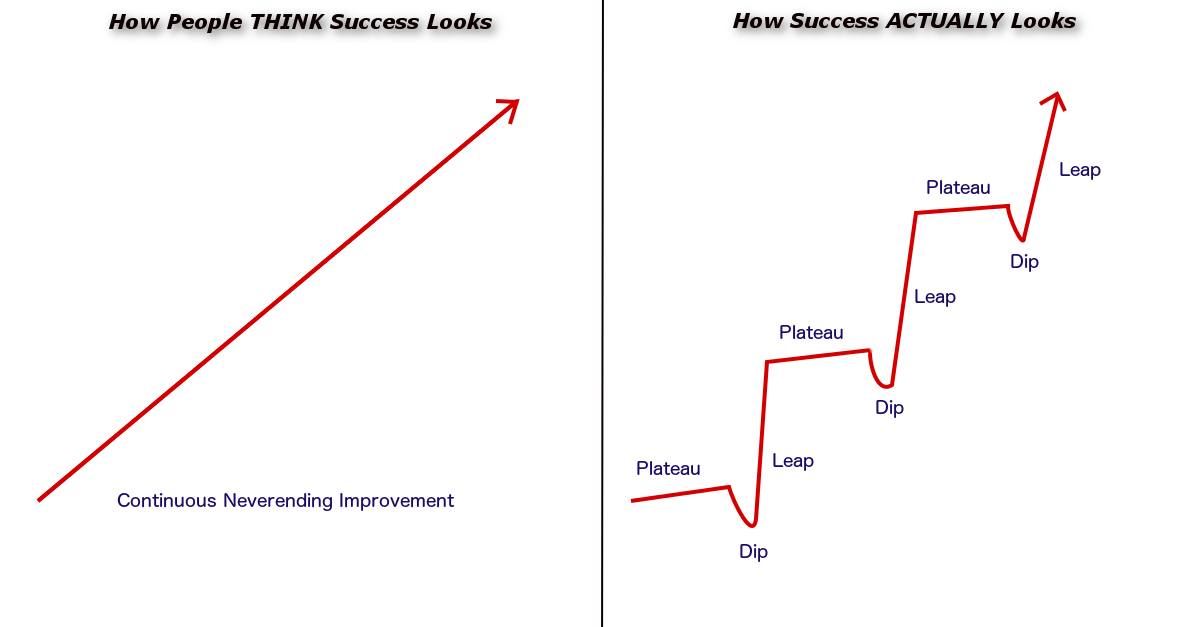 How People THINK Success Looks
Continuous Neverending Improvement
How Success ACTUALLY Looks
Plateau
Dip
Leap
Plateau
Dip
Leap
Plateau
Dip
Leap